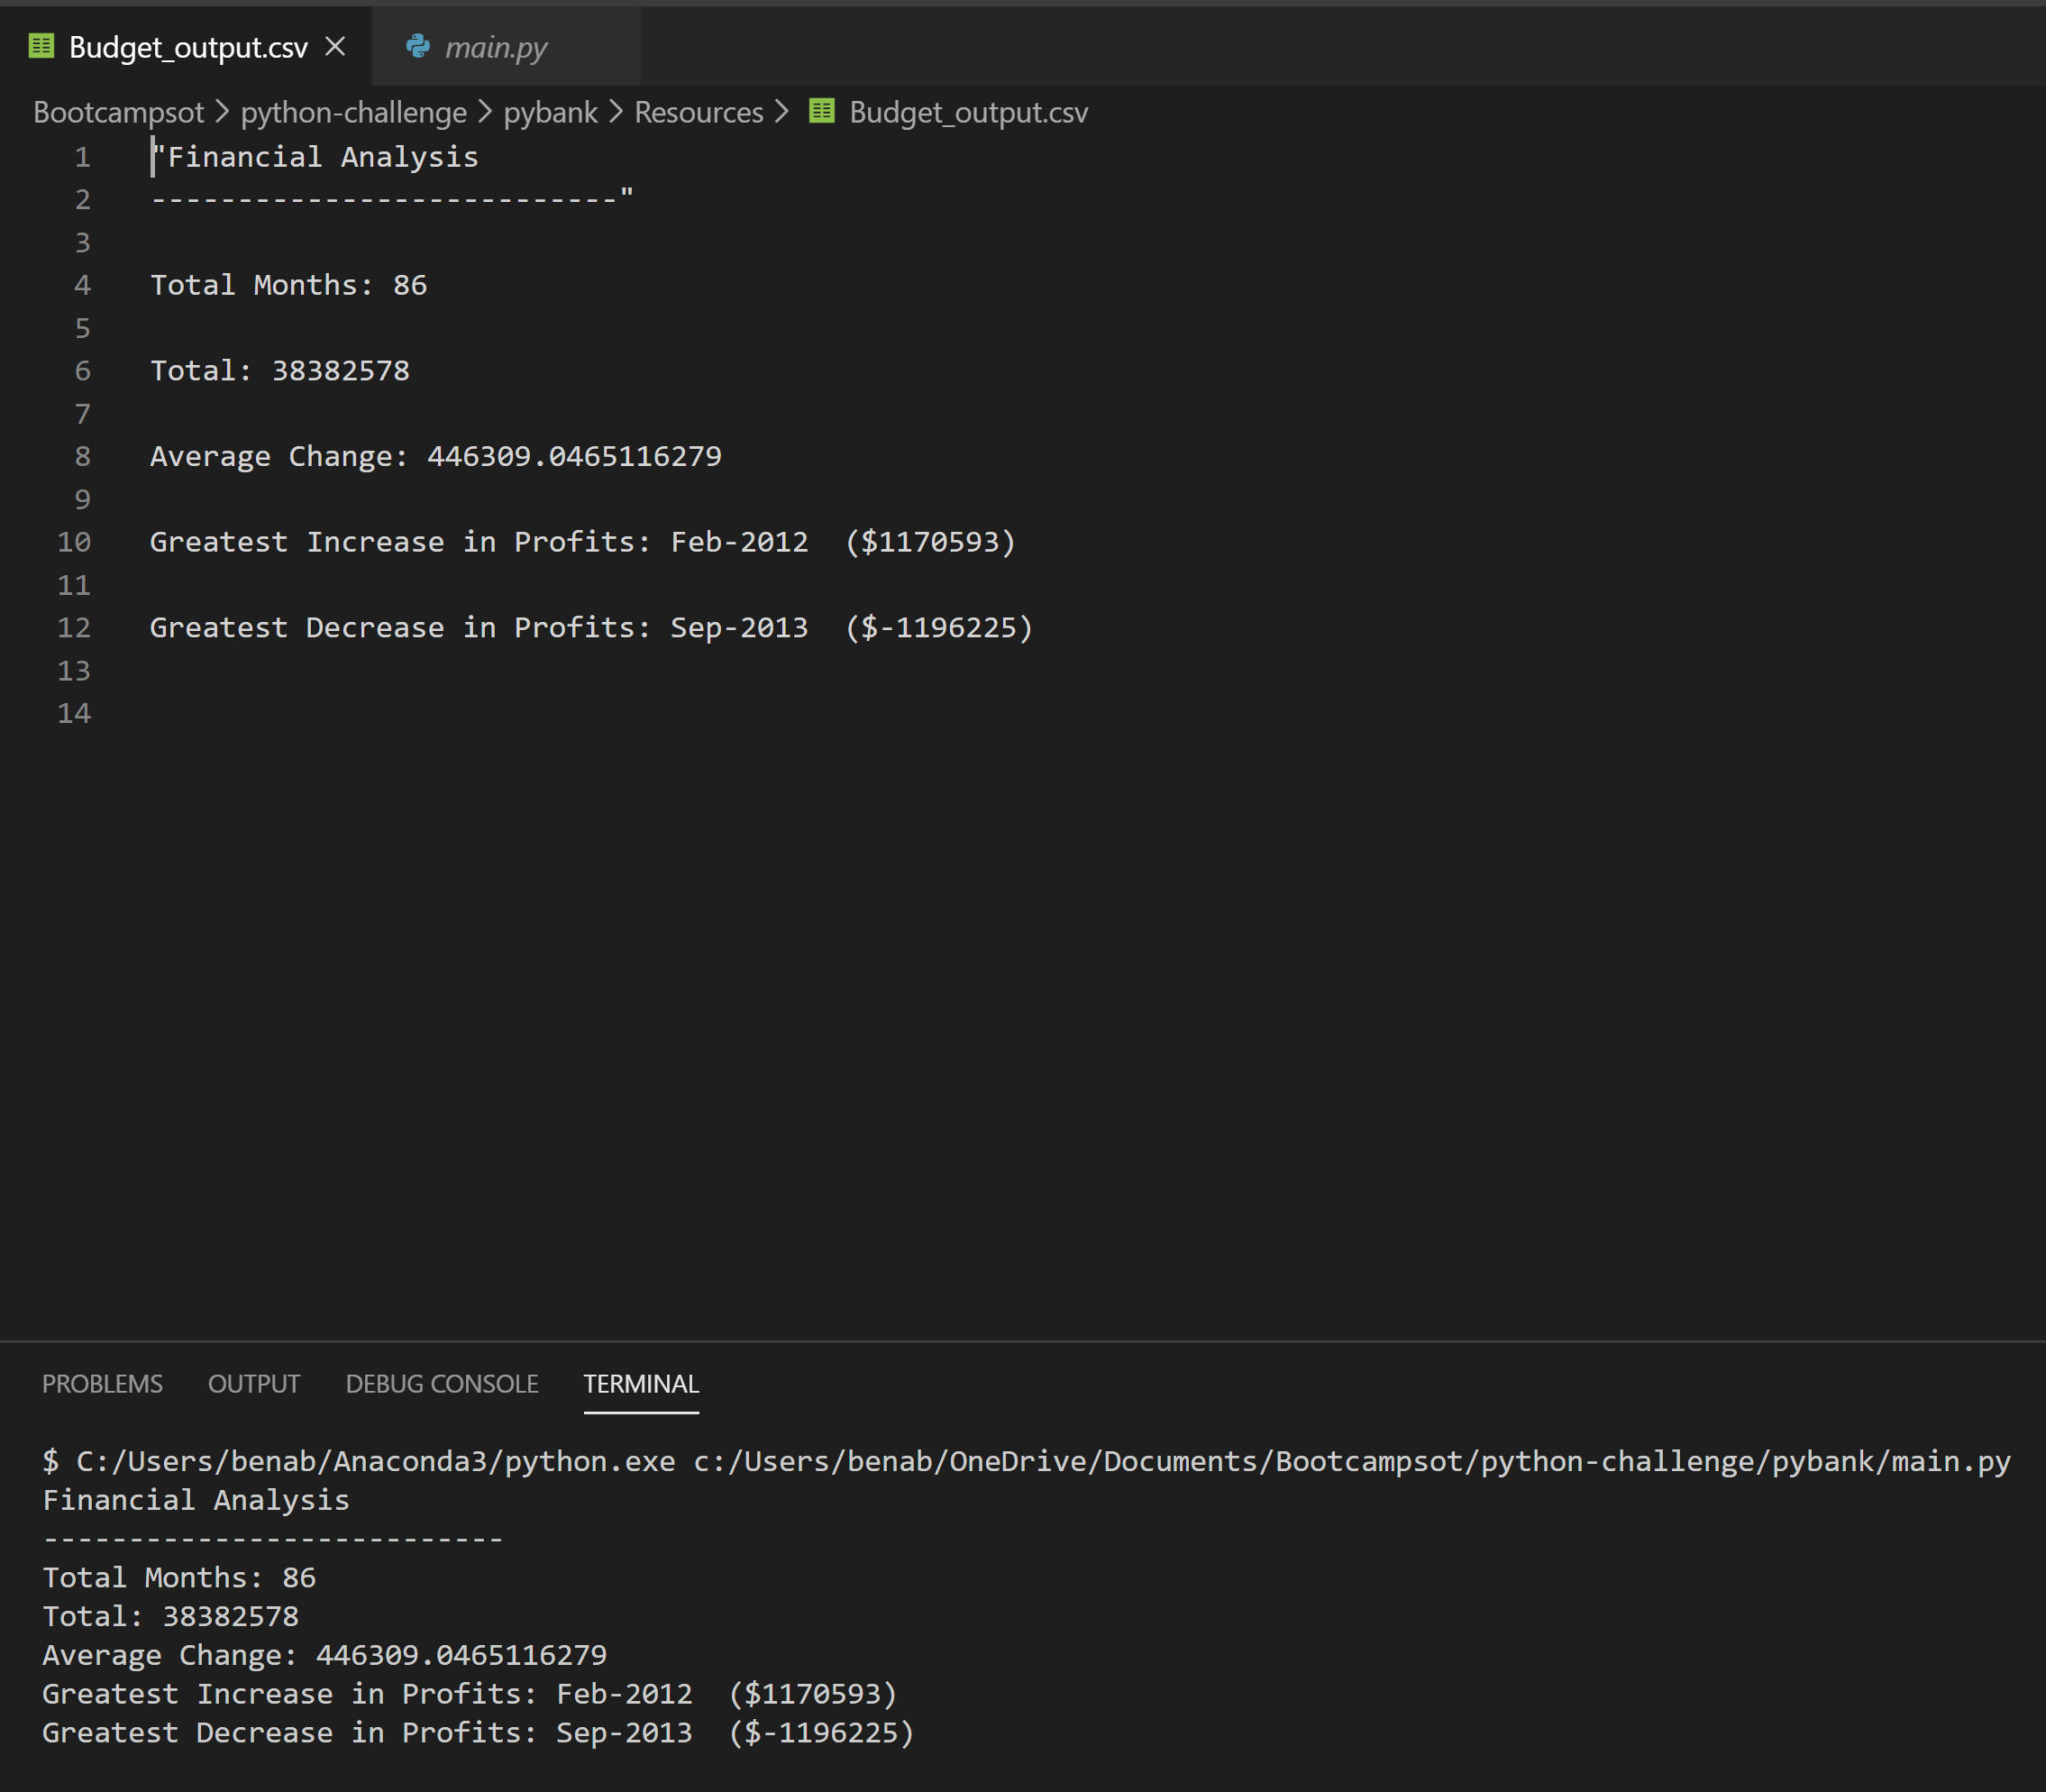 Budget_output.csv main.py
Bootcampsot > python-challenge > pybank > Resources > Budget_output.csv
1 "Financial Analysis
2 ---------------------------"
3
4 Total Months: 86
5
6 Total: 38382578
7
8 Average Change: 446309.0465116279
9
10 Greatest Increase in Profits: Feb-2012  ($1170593)
11
12 Greatest Decrease in Profits: Sep-2013  ($-1196225)
13
14
PROBLEMS OUTPUT DEBUG CONSOLE TERMINAL
$ C:/Users/benab/Anaconda3/python.exe c:/Users/benab/OneDrive/Documents/Bootcampsot/python-challenge/pybank/main.py
Financial Analysis
---------------------------
Total Months: 86
Total: 38382578
Average Change: 446309.0465116279
Greatest Increase in Profits: Feb-2012  ($1170593)
Greatest Decrease in Profits: Sep-2013  ($-1196225)